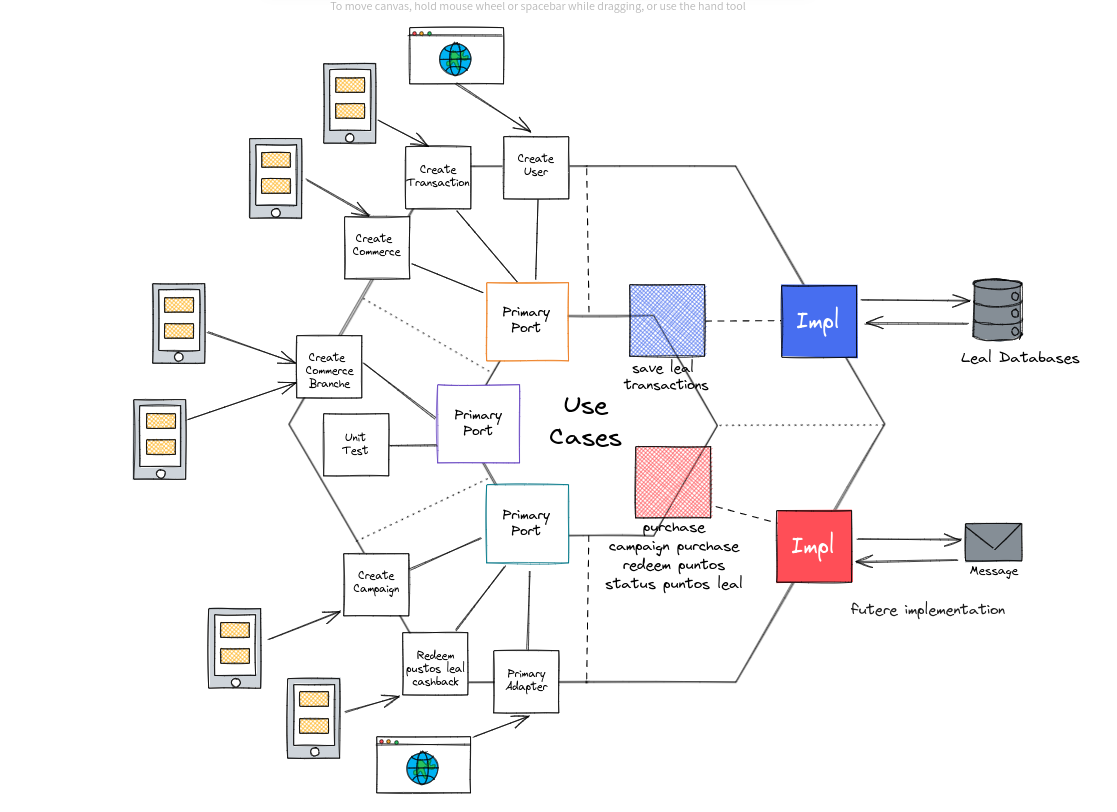 To move canvas, hold mouse wheel or spacebar while dragging, or use the hand tool
Create
User
Create
Transaction
Create
Commerce
Primary
Port
Impl
Leal Databases
save leal
transactions
Create
Commerce
Branche
Primary
Port
Use
Cases
Unit
Test
Primary
Port
purchase
campaign purchase
redeem puntos
status puntos leal
Impl
Message
futere implementation
Create
Campaign
Redeem
pustos leal
cashback
Primary
Adapter